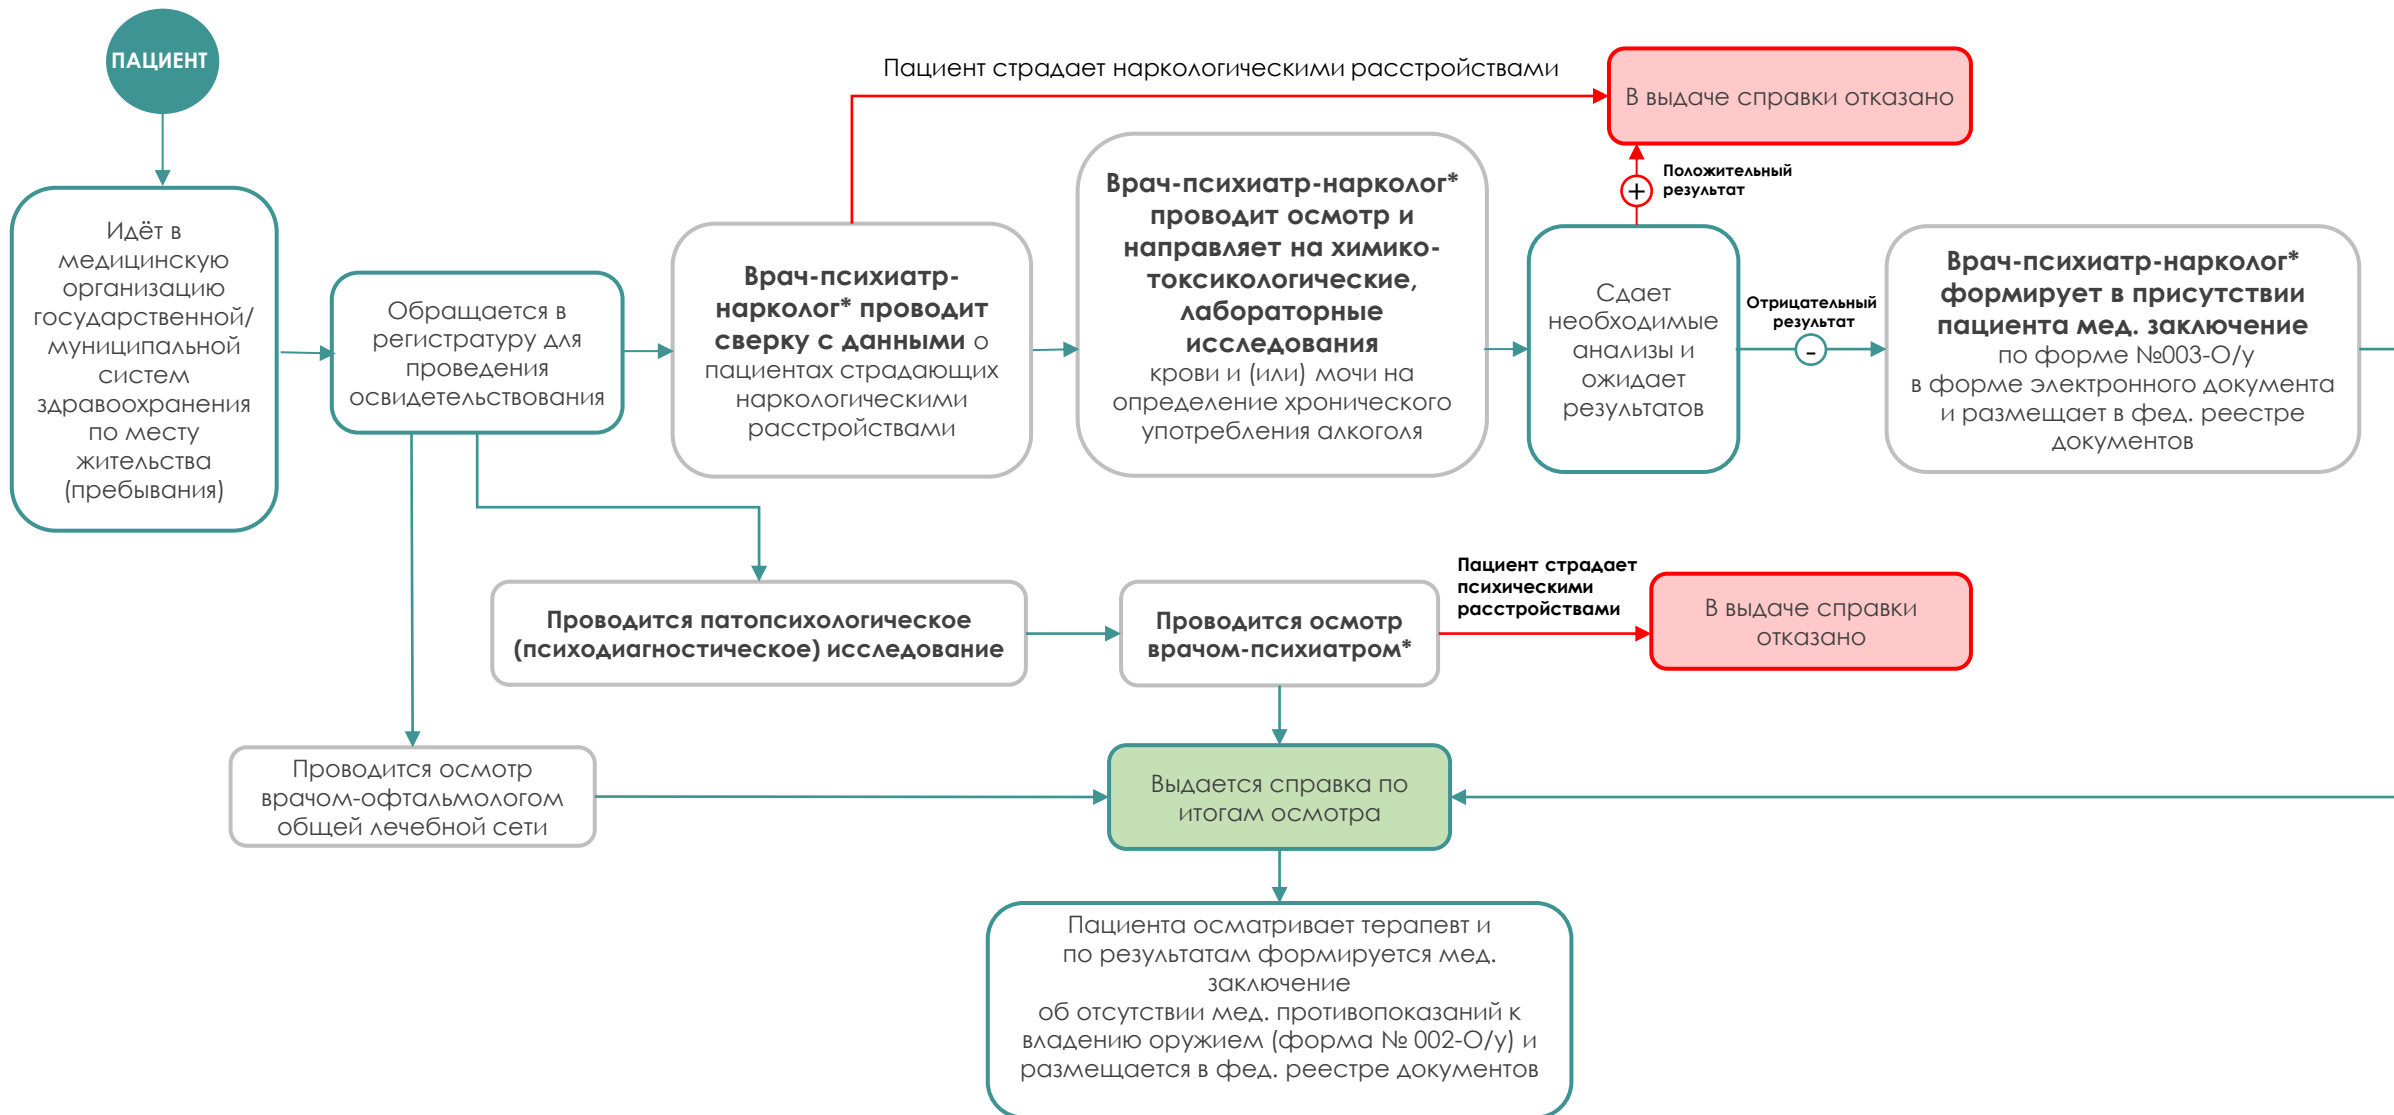 ПАЦИЕНТ
Идёт в
медицинскую
организацию
государственной/
муниципальной
систем
здравоохранения
по месту
жительства
(пребывания)
Обращается в
регистратуру для
проведения
освидетельствования
Врач-психиатр-
нарколог* проводит
сверку с данными о
пациентах страдающих
наркологическими
расстройствами
Пациент страдает наркологическими расстройствами
В выдаче справки отказано
Врач-психиатр-нарколог*
проводит осмотр и
направляет на химико-
токсикологические,
лабораторные
исследования
крови и (или) мочи на
определение хронического
употребления алкоголя
Сдает
необходимые
анализы и
ожидает
результатов
+
Положительный
результат
Отрицательный
результат
-
Врач-психиатр-нарколог*
формирует в присутствии
пациента мед. заключение
по форме №003-О/у
в форме электронного документа
и размещает в фед. реестре
документов
Проводится патопсихологическое
(психодиагностическое) исследование
Проводится осмотр
врачом-психиатром*
Пациент страдает
психическими
расстройствами
В выдаче справки
отказано
Проводится осмотр
врачом-офтальмологом
общей лечебной сети
Выдается справка по
итогам осмотра
Пациента осматривает терапевт и
по результатам формируется мед.
заключение
об отсутствии мед. противопоказаний к
владению оружием (форма № 002-О/у) и
размещается в фед. реестре документов